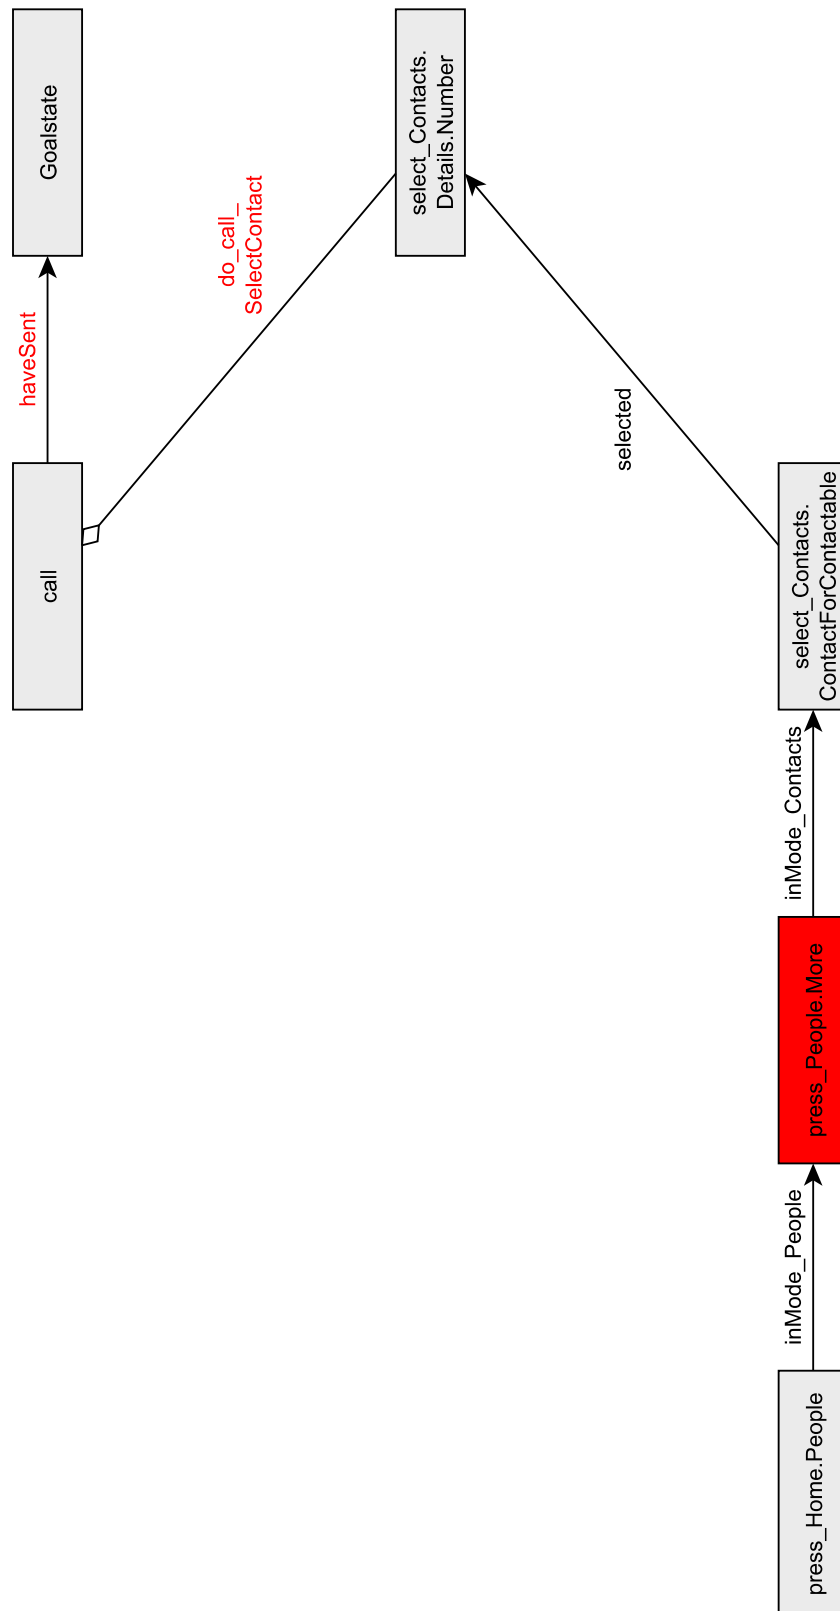 Goalstate
haveSent
call
do_call_
SelectContact
select_Contacts.
Details.Number
selected
select_Contacts.
ContactForContactable
inMode_Contacts
press_People.More
inMode_People
press_Home.People